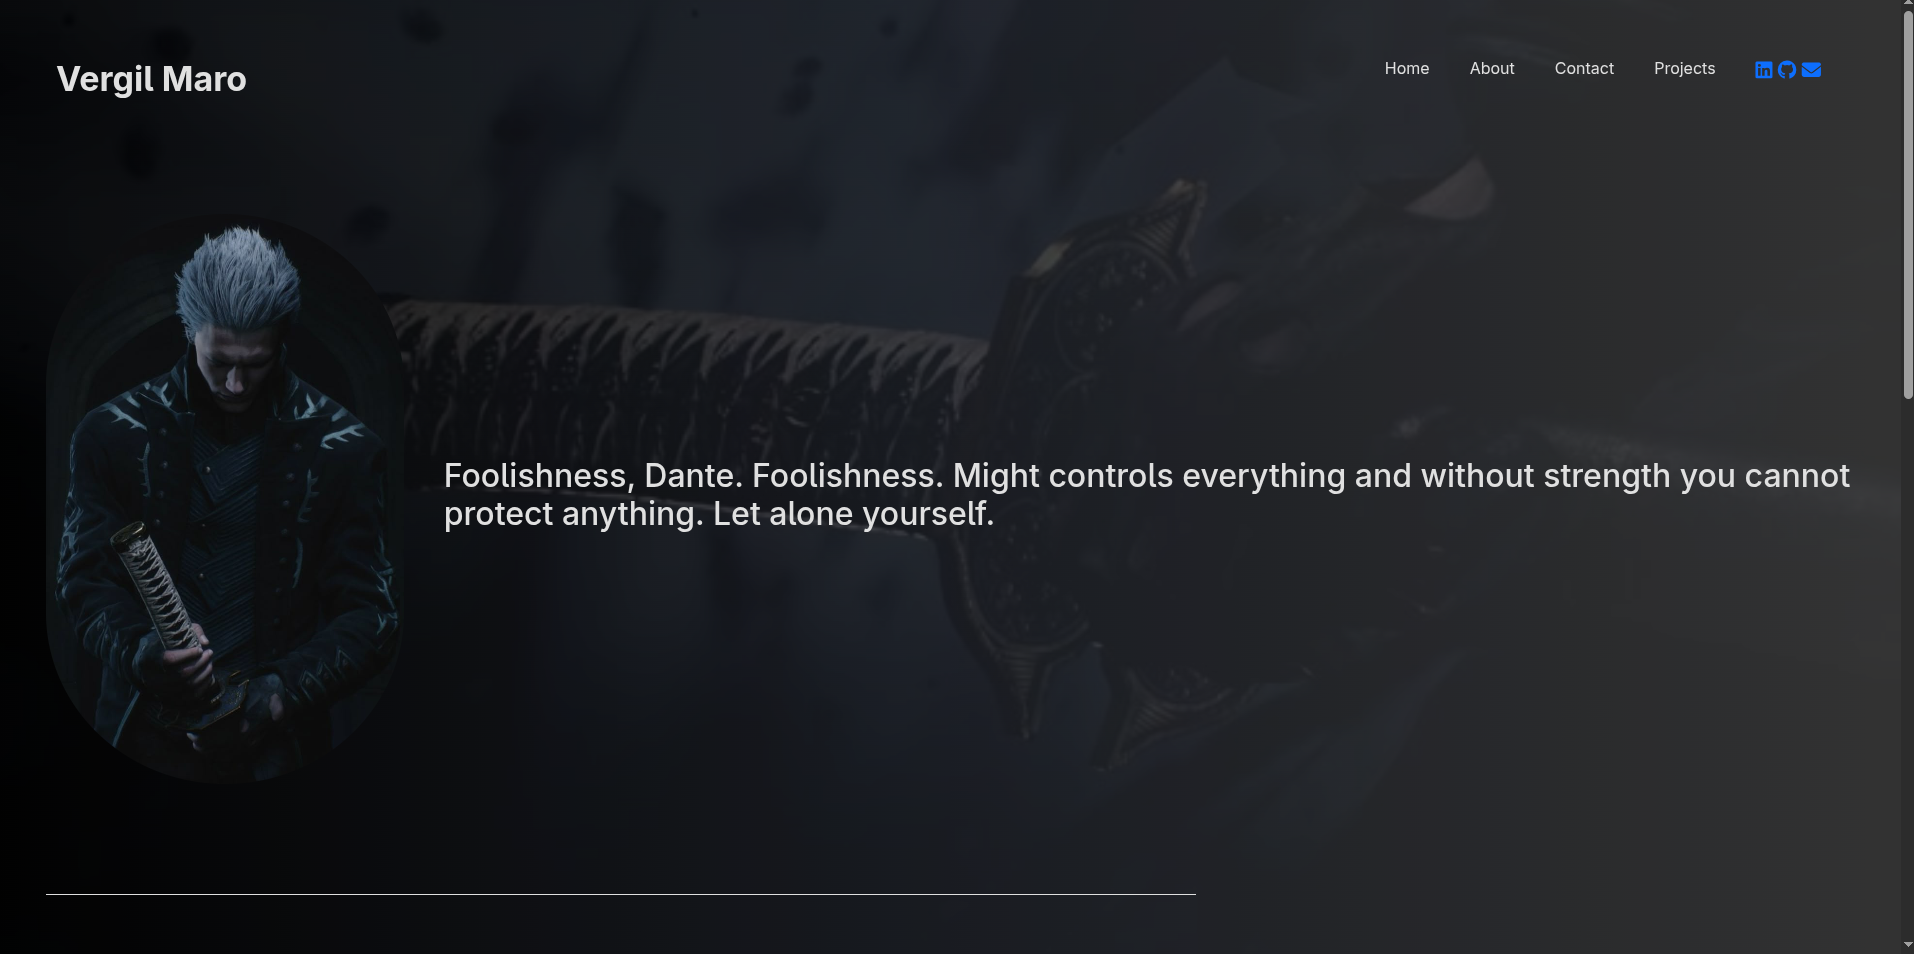 Vergil Maro
Home About Contact Projects
Foolishness, Dante. Foolishness. Might controls everything and without strength you cannot
protect anything. Let alone yourself.